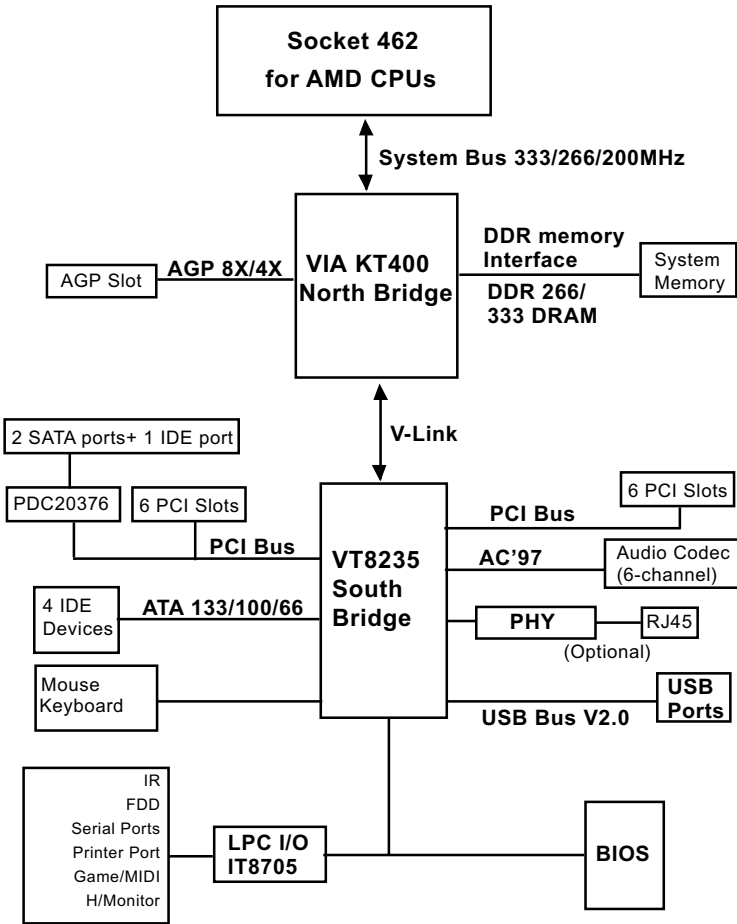 Socket 462
for AMD CPUs
System Bus 333/266/200MHz
AGP Slot
AGP 8X/4X
VIA KT400
North Bridge
DDR memory
Interface
DDR 266/
333 DRAM
System
Memory
V-Link
2 SATA ports+ 1 IDE port
PDC20376
6 PCI Slots
PCI Bus
VT8235
South
Bridge
PCI Bus
6 PCI Slots
AC’97
Audio Codec
(6-channel)
4 IDE
Devices
ATA 133/100/66
PHY
RJ45
(Optional)
Mouse
Keyboard
USB Bus V2.0
USB
Ports
IR
FDD
Serial Ports
Printer Port
Game/MIDI
H/Monitor
LPC I/O
IT8705
BIOS